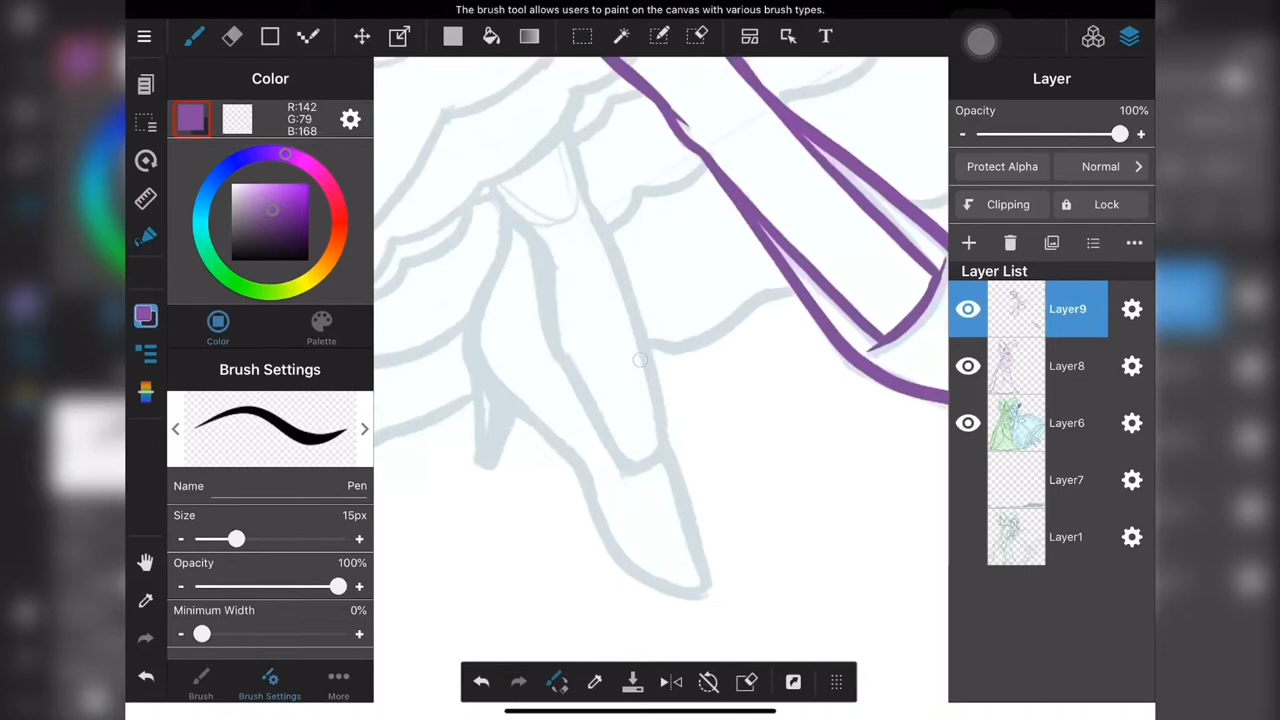 The brush tool allows users to paint on the canvas with various brush types.
T
Color
R:142
G:79
B:168
Color
Palette
Brush Settings
Name Pen
Size 15px
- +
Opacity 100%
- +
Minimum Width 0%
- +
Brush
Brush Settings
More
Layer
Opacity 100%
- +
Protect Alpha
Normal
Clipping
Lock
Layer List
Layer9
Layer8
Layer6
Layer7
Layer1